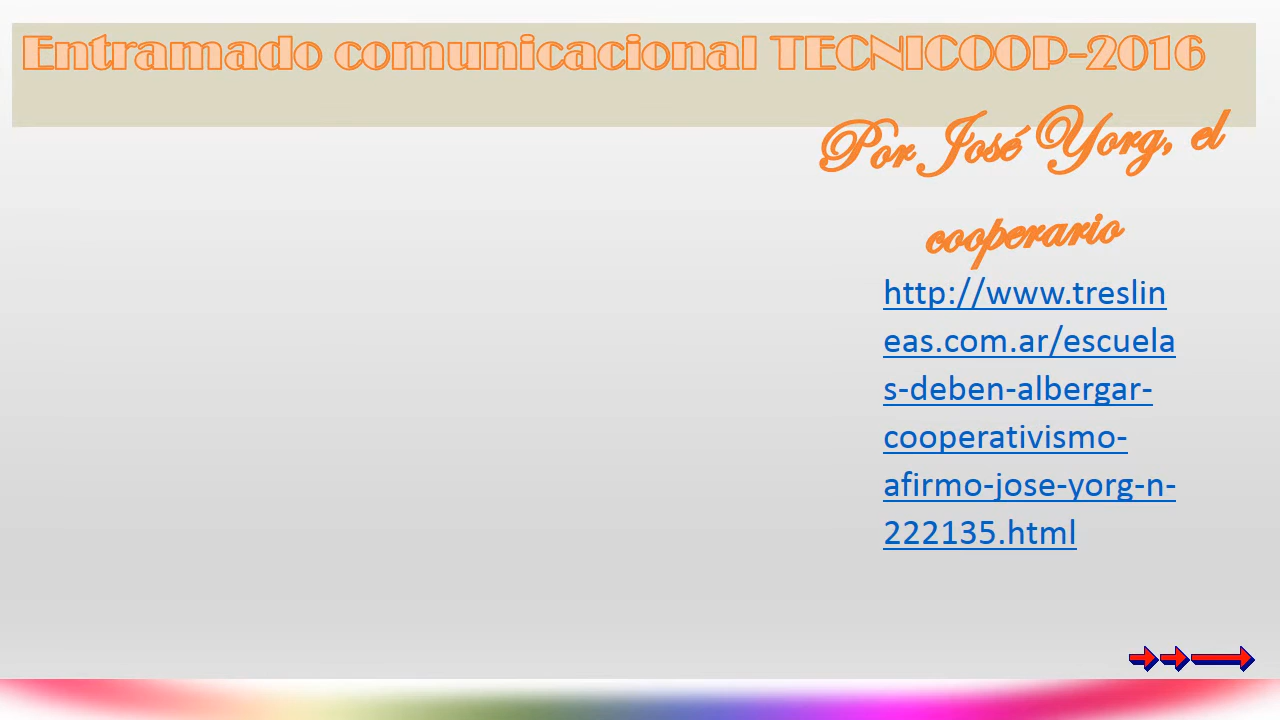 Entramado comunicacional TECNICOOP-2016
Por José Yorg, el
cooperario
http://www.treslin
eas.com.ar/escuela
s-deben-albergar-
cooperativismo-
afirmo-jose-yorg-n-
222135.html